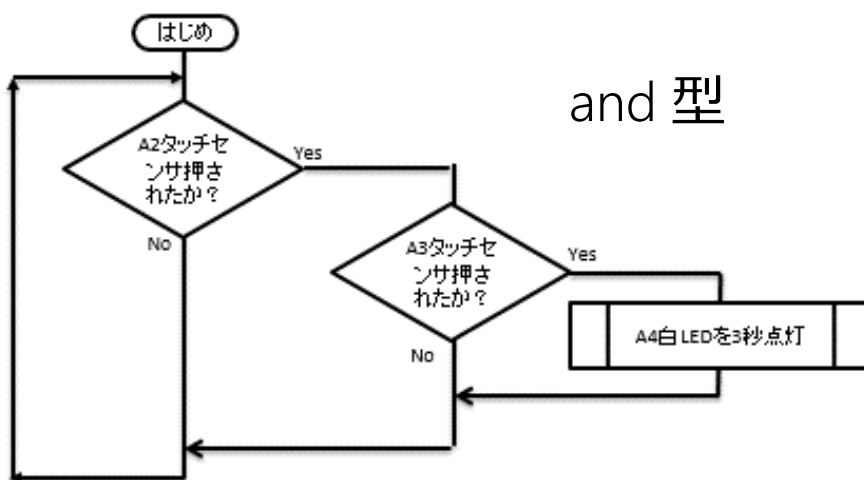 はじめ
and 型
A2タッチセ
ンサ押さ
れたか？
Yes
No
A3タッチセ
ンサ押さ
れたか？
Yes
No
A4白LEDを3秒点灯